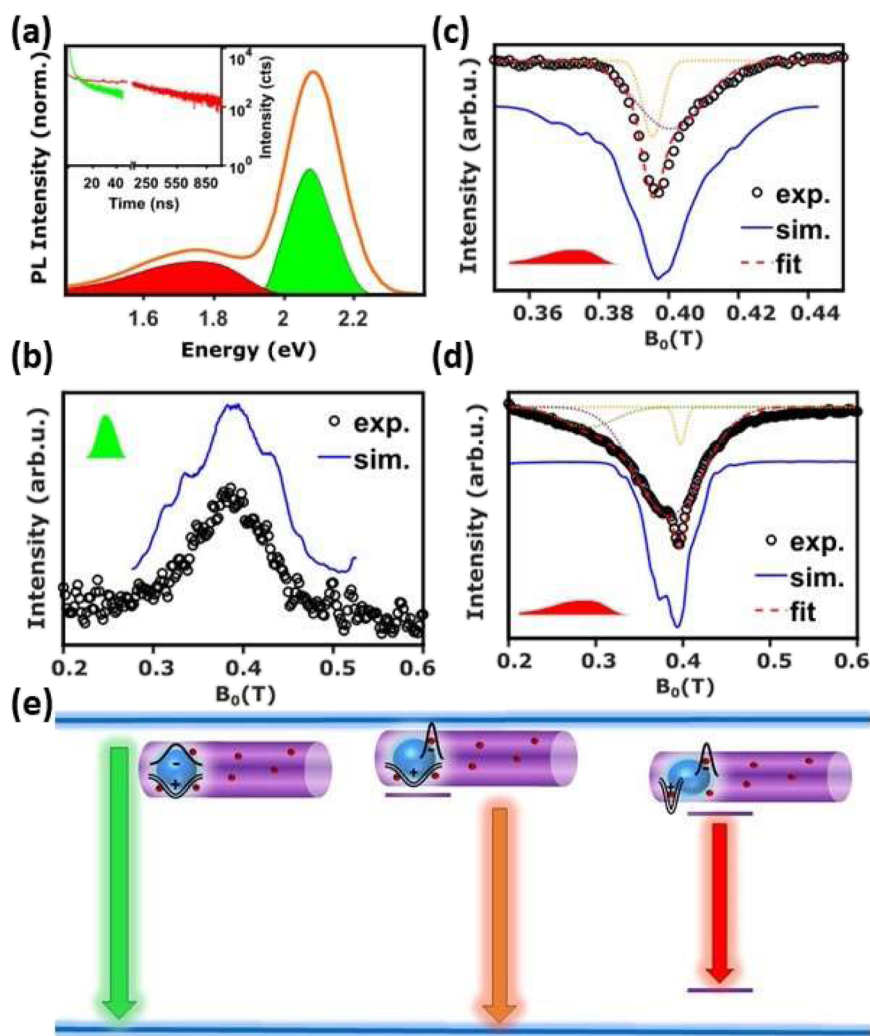 (a)
PL Intensity (norm.)
Energy (eV)
1.6 1.8 2 2.2
10⁴
10²
10⁰
Intensity (cts)
20 40 250 550 850
Time (ns)
(c)
Intensity (arb.u.)
exp.
sim.
fit
0.36 0.38 0.40 0.42 0.44
B₀(T)
(b)
Intensity (arb.u.)
exp.
sim.
0.2 0.3 0.4 0.5 0.6
B₀(T)
(d)
Intensity (arb.u.)
exp.
sim.
fit
0.2 0.3 0.4 0.5 0.6
B₀(T)
(e)
-
+
-
+
-
+